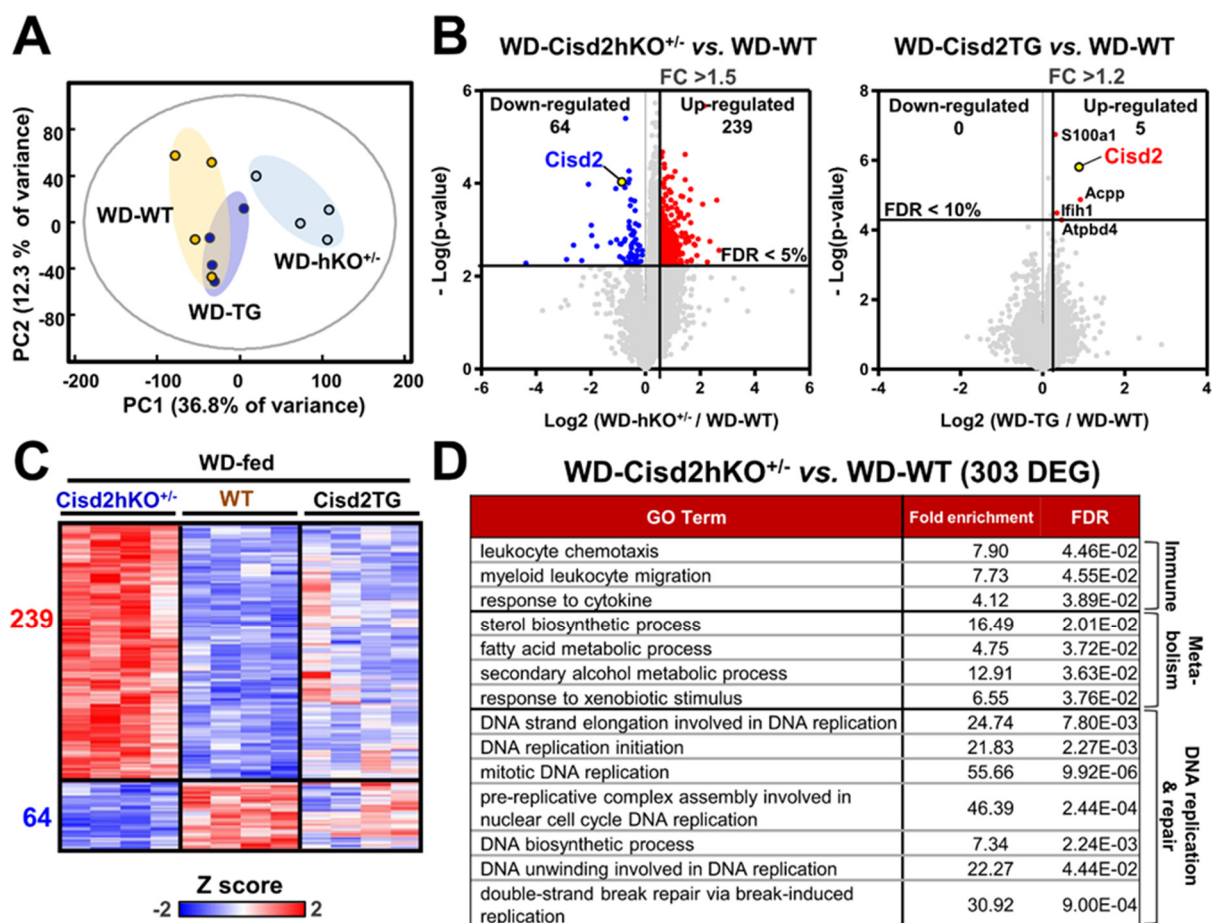 A
80
40
0
-40
-80
PC2 (12.3 % of variance)
WD-WT
WD-hKO+/-
WD-TG
-200
-100
0
100
200
PC1 (36.8% of variance)
B
WD-Cisd2hKO+/- vs. WD-WT
FC >1.5
6
4
2
0
- Log(p-value)
Down-regulated
64
Up-regulated
239
Cisd2
FDR < 5%
-6
-4
-2
0
2
4
6
Log2 (WD-hKO+/- / WD-WT)
WD-Cisd2TG vs. WD-WT
FC >1.2
8
6
4
2
0
- Log(p-value)
Down-regulated
0
Up-regulated
5
S100a1
Cisd2
Acpp
Ifih1
Atpbd4
FDR < 10%
-4
-2
0
2
4
Log2 (WD-TG / WD-WT)
C
WD-fed
Cisd2hKO+/-
WT
Cisd2TG
239
64
Z score
-2
2
D
WD-Cisd2hKO+/- vs. WD-WT (303 DEG)
GO Term Fold enrichment FDR
leukocyte chemotaxis 7.90 4.46E-02
myeloid leukocyte migration 7.73 4.55E-02
response to cytokine 4.12 3.89E-02
Immune
sterol biosynthetic process 16.49 2.01E-02
fatty acid metabolic process 4.75 3.72E-02
secondary alcohol metabolic process 12.91 3.63E-02
response to xenobiotic stimulus 6.55 3.76E-02
Meta-
bolism
DNA strand elongation involved in DNA replication 24.74 7.80E-03
DNA replication initiation 21.83 2.27E-03
mitotic DNA replication 55.66 9.92E-06
pre-replicative complex assembly involved in
nuclear cell cycle DNA replication 46.39 2.44E-04
DNA biosynthetic process 7.34 2.24E-03
DNA unwinding involved in DNA replication 22.27 4.44E-02
double-strand break repair via break-induced
replication 30.92 9.00E-04
DNA replication
& repair